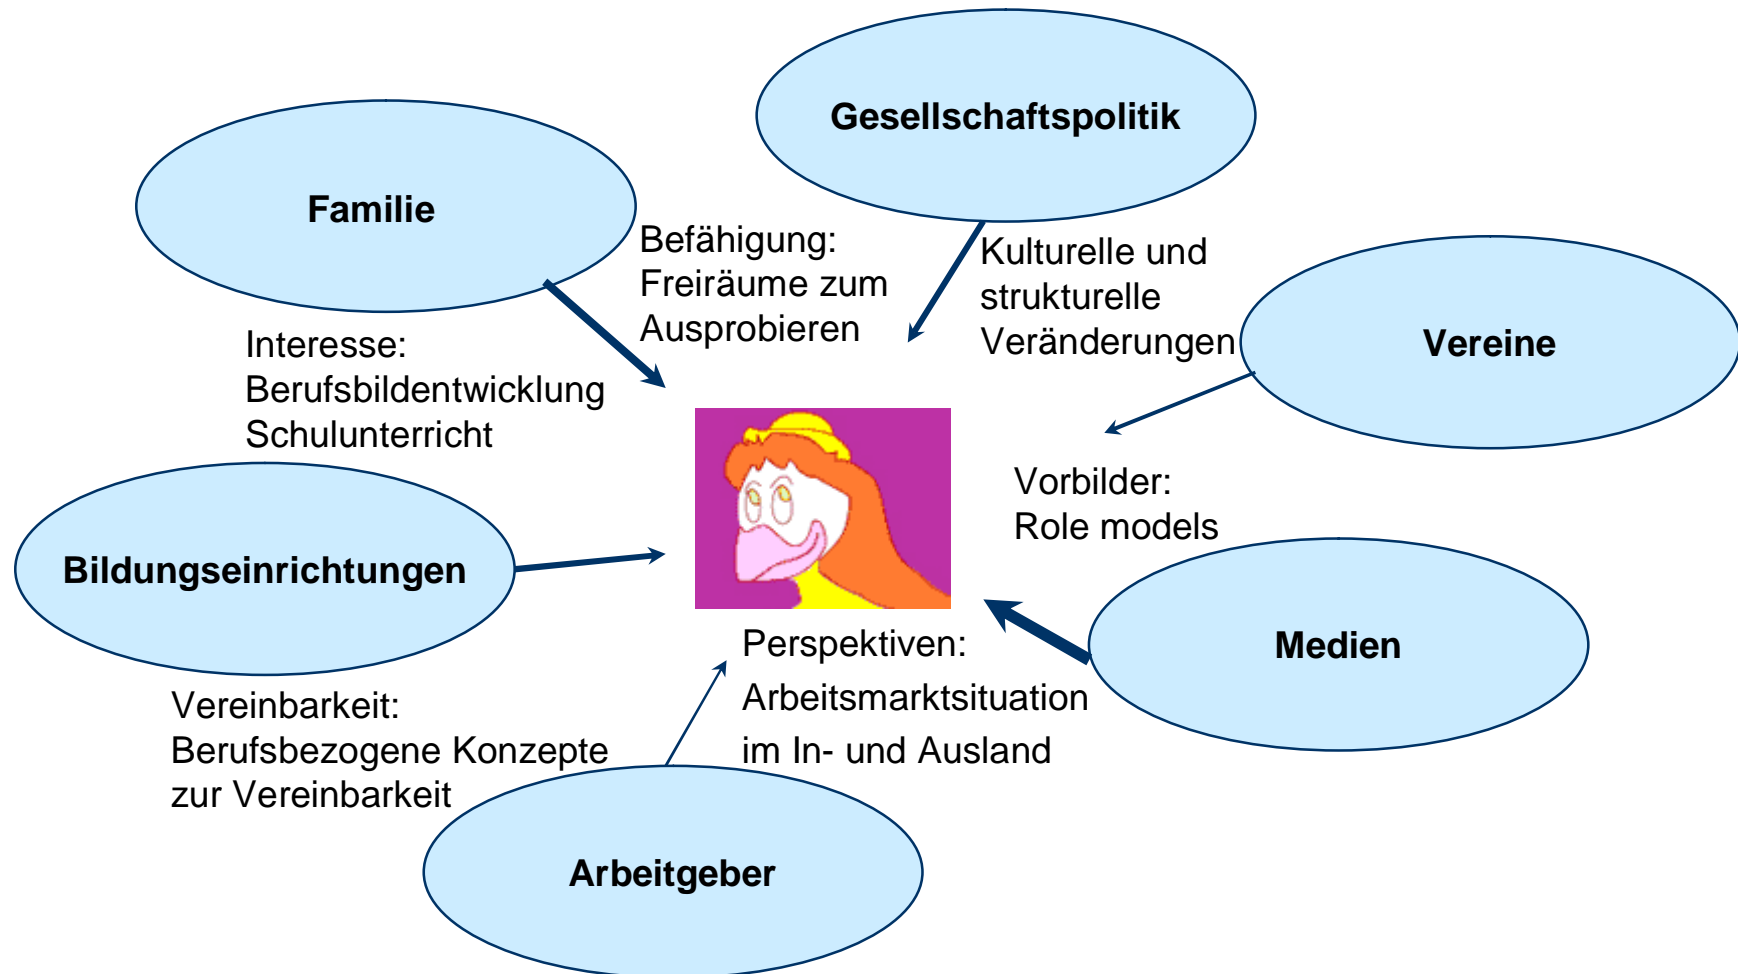 Gesellschaftspolitik
Familie
Befähigung:
Freiräume zum
Ausprobieren
Kulturelle und
strukturelle
Veränderungen
Vereine
Interesse:
Berufsbildentwicklung
Schulunterricht
Vorbilder:
Role models
Bildungseinrichtungen
Medien
Perspektiven:
Arbeitsmarktsituation
im In- und Ausland
Vereinbarkeit:
Berufsbezogene Konzepte
zur Vereinbarkeit
Arbeitgeber